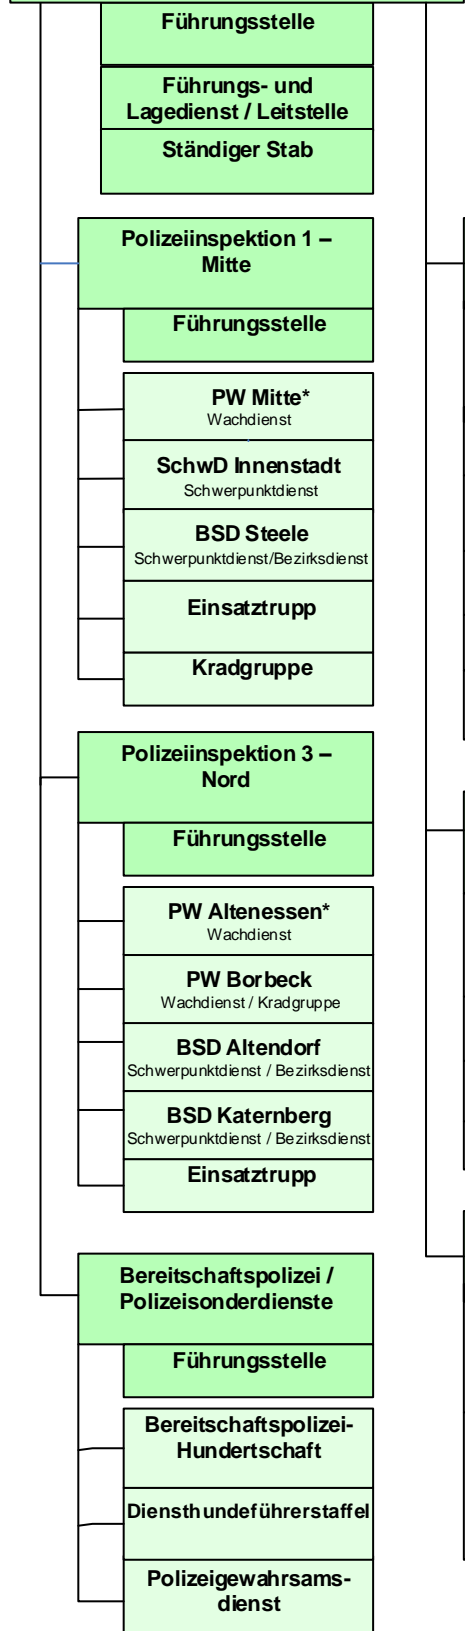 Führungsstelle
Führungs- und
Lagedienst / Leitstelle
Ständiger Stab
Polizeiinspektion 1 –
Mitte
Führungsstelle
PW Mitte*
Wachdienst
SchwD Innenstadt
Schwerpunktdienst
BSD Steele
Schwerpunktdienst/Bezirksdienst
Einsatztrupp
Kradgruppe
Polizeiinspektion 3 –
Nord
Führungsstelle
PW Altenessen*
Wachdienst
PW Borbeck
Wachdienst / Kradgruppe
BSD Altendorf
Schwerpunktdienst / Bezirksdienst
BSD Katernberg
Schwerpunktdienst / Bezirksdienst
Einsatztrupp
Bereitschaftspolizei /
Polizeisonderdienste
Führungsstelle
Bereitschaftspolizei-
Hundertschaft
Diensthundeführerstaffel
Polizeigewahrsams-
dienst